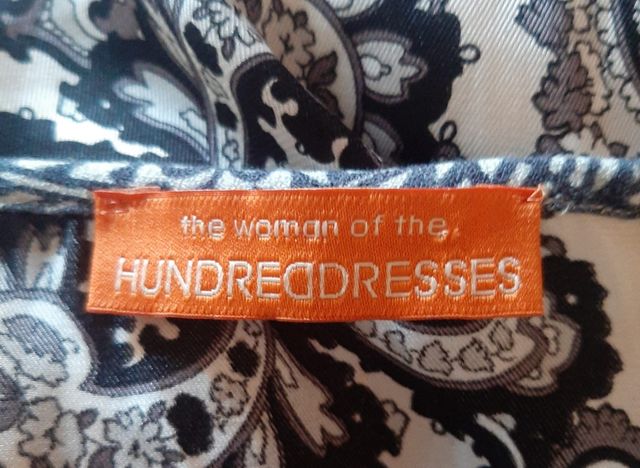 the woman of the
HUNDREDDRESSES